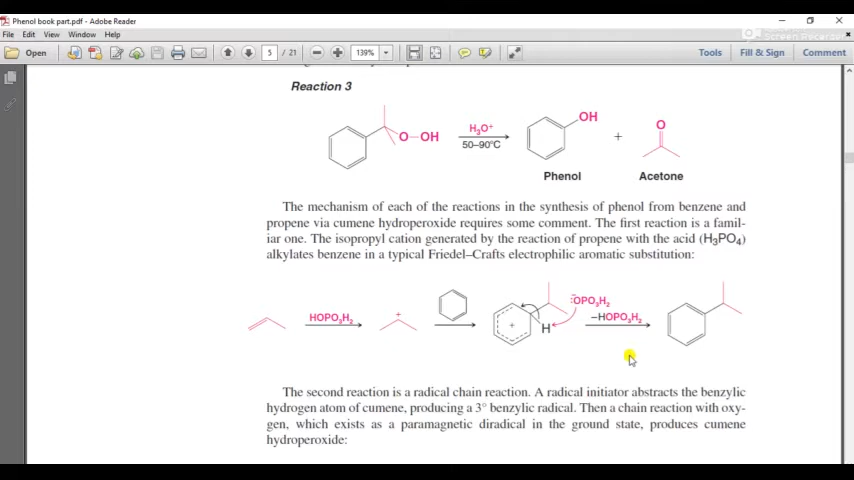 Phenol book part.pdf - Adobe Reader
File Edit View Window Help
Open 5 / 21 139% Tools Fill & Sign Comment
Reaction 3
O OH H3O+ 50–90°C OH + O
Phenol Acetone
The mechanism of each of the reactions in the synthesis of phenol from benzene and
propene via cumene hydroperoxide requires some comment. The first reaction is a famil-
iar one. The isopropyl cation generated by the reaction of propene with the acid (H3PO4)
alkylates benzene in a typical Friedel–Crafts electrophilic aromatic substitution:
HOPO3H2 + + H :OPO3H2 –HOPO3H2
The second reaction is a radical chain reaction. A radical initiator abstracts the benzylic
hydrogen atom of cumene, producing a 3° benzylic radical. Then a chain reaction with oxy-
gen, which exists as a paramagnetic diradical in the ground state, produces cumene
hydroperoxide: